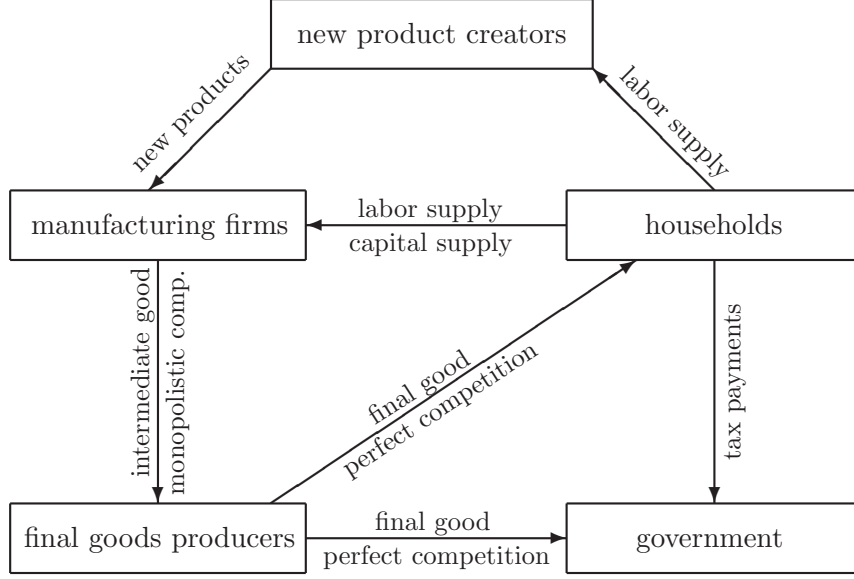 new product creators
new products
labor supply
manufacturing firms
labor supply
capital supply
households
intermediate good
monopolistic comp.
final good
perfect competition
tax payments
final goods producers
final good
perfect competition
government